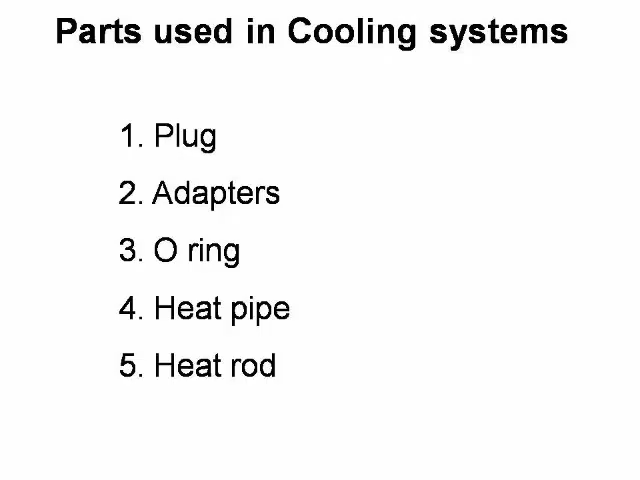 Parts used in Cooling systems
1. Plug
2. Adapters
3. O ring
4. Heat pipe
5. Heat rod